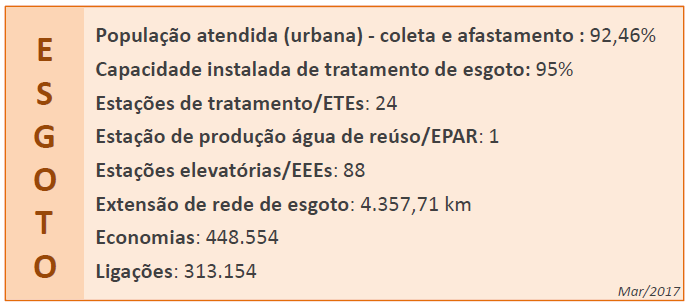 ESGOTO
População atendida (urbana) - coleta e afastamento : 92,46%
Capacidade instalada de tratamento de esgoto: 95%
Estações de tratamento/ETEs: 24
Estação de produção água de reúso/EPAR: 1
Estações elevatórias/EEEs: 88
Extensão de rede de esgoto: 4.357,71 km
Economias: 448.554
Ligações: 313.154
Mar/2017